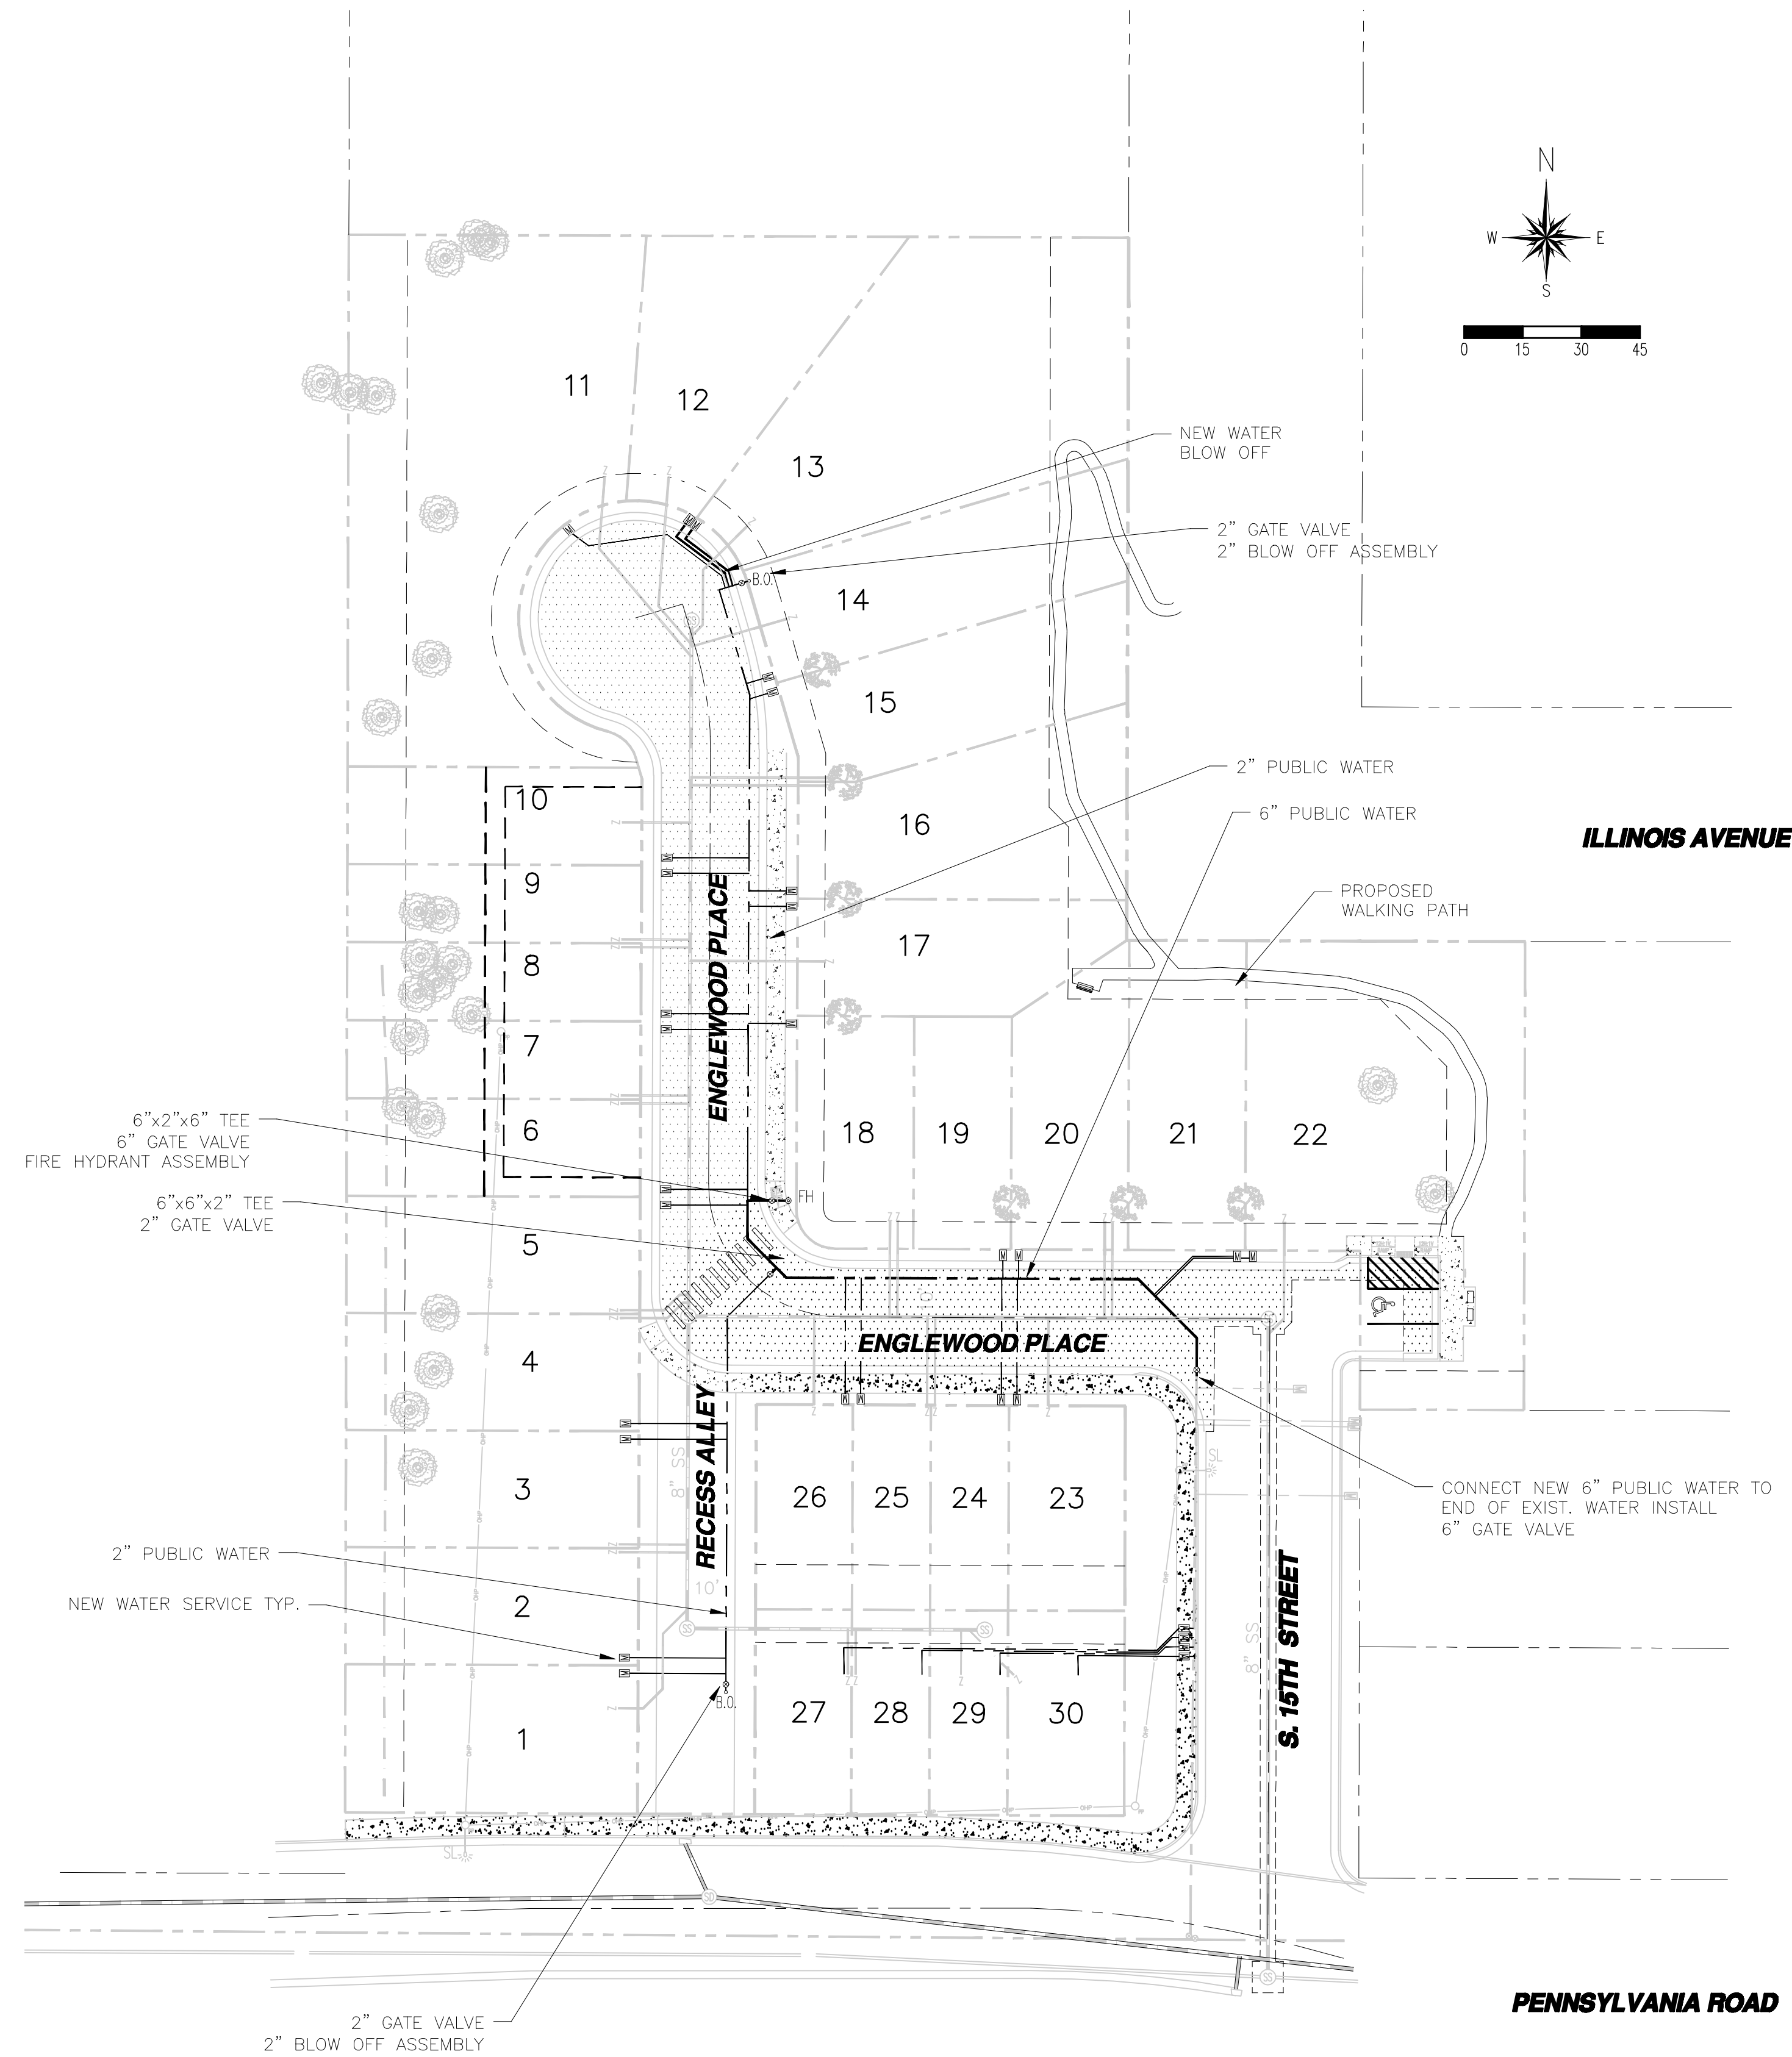 N
W
E
S
0
15
30
45
11
12
13
NEW WATER
BLOW OFF
2" GATE VALVE
2" BLOW OFF ASSEMBLY
B.O.
14
15
2" PUBLIC WATER
10
6" PUBLIC WATER
16
ILLINOIS AVENUE
9
PROPOSED
WALKING PATH
17
8
ENGLEWOOD PLACE
7
6"x2"x6" TEE
6" GATE VALVE
FIRE HYDRANT ASSEMBLY
6
18
19
20
21
22
FH
6"x6"x2" TEE
2" GATE VALVE
5
ENGLEWOOD PLACE
4
RECESS ALLEY
8" SS
SL
3
26
25
24
23
CONNECT NEW 6" PUBLIC WATER TO
END OF EXIST. WATER INSTALL
6" GATE VALVE
2" PUBLIC WATER
10'
NEW WATER SERVICE TYP.
2
SS
SS
8" SS
S. 15TH STREET
B.O.
27
28
29
30
1
SL
SD
SS
PENNSYLVANIA ROAD
2" GATE VALVE
2" BLOW OFF ASSEMBLY